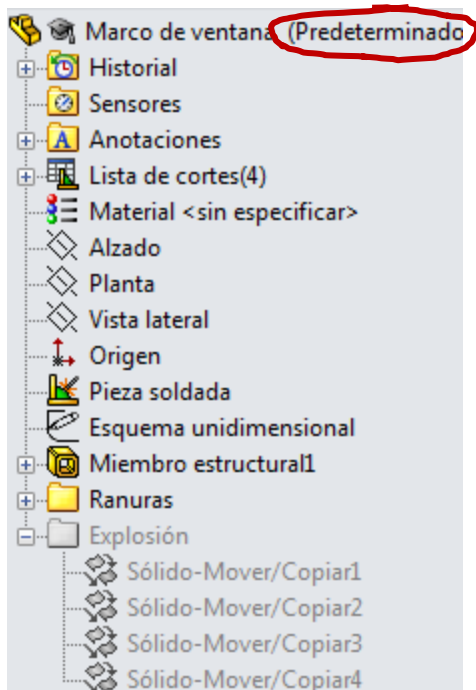 Marco de ventana (Predeterminado
Historial
Sensores
Anotaciones
Lista de cortes(4)
Material <sin especificar>
Alzado
Planta
Vista lateral
Origen
Pieza soldada
Esquema unidimensional
Miembro estructural1
Ranuras
Explosión
Sólido-Mover/Copiar1
Sólido-Mover/Copiar2
Sólido-Mover/Copiar3
Sólido-Mover/Copiar4